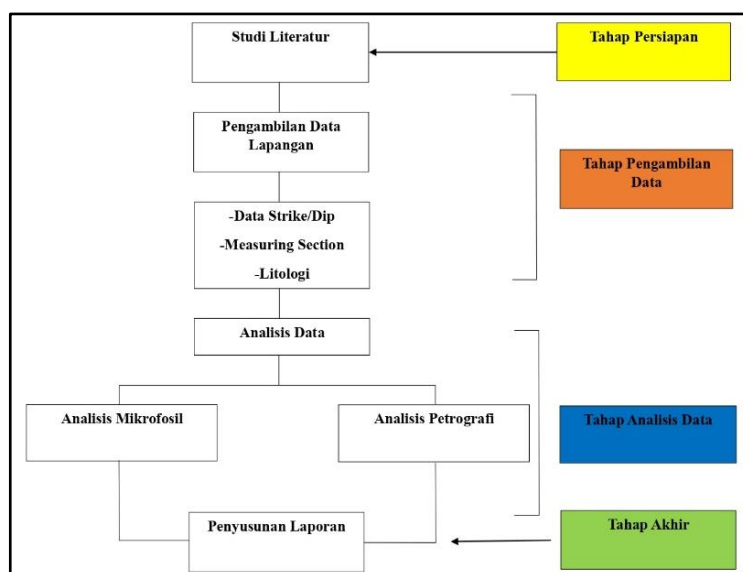 Studi Literatur
Tahap Persiapan
Pengambilan Data
Lapangan
Tahap Pengambilan
Data
-Data Strike/Dip
-Measuring Section
-Litologi
Analisis Data
Analisis Mikrofosil
Analisis Petrografi
Tahap Analisis Data
Penyusunan Laporan
Tahap Akhir